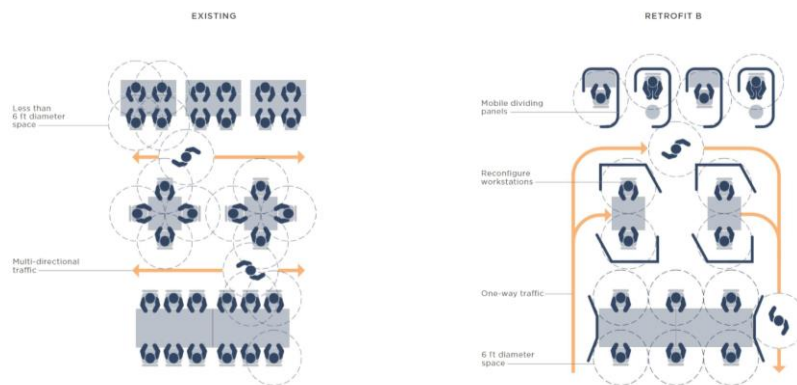 EXISTING
Less than
6 ft diameter
space
Multi-directional
traffic
RETROFIT B
Mobile dividing
panels
Reconfigure
workstations
One-way traffic
6 ft diameter
space